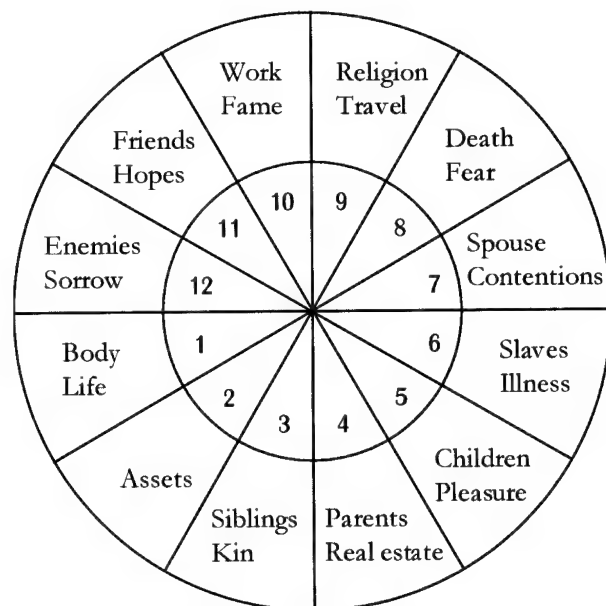 Work
Fame
Religion
Travel
Friends
Hopes
Death
Fear
Enemies
Sorrow
Spouse
Contentions
10
9
11
8
12
7
1
6
2
5
3
4
Body
Life
Slaves
Illness
Assets
Children
Pleasure
Siblings
Kin
Parents
Real estate